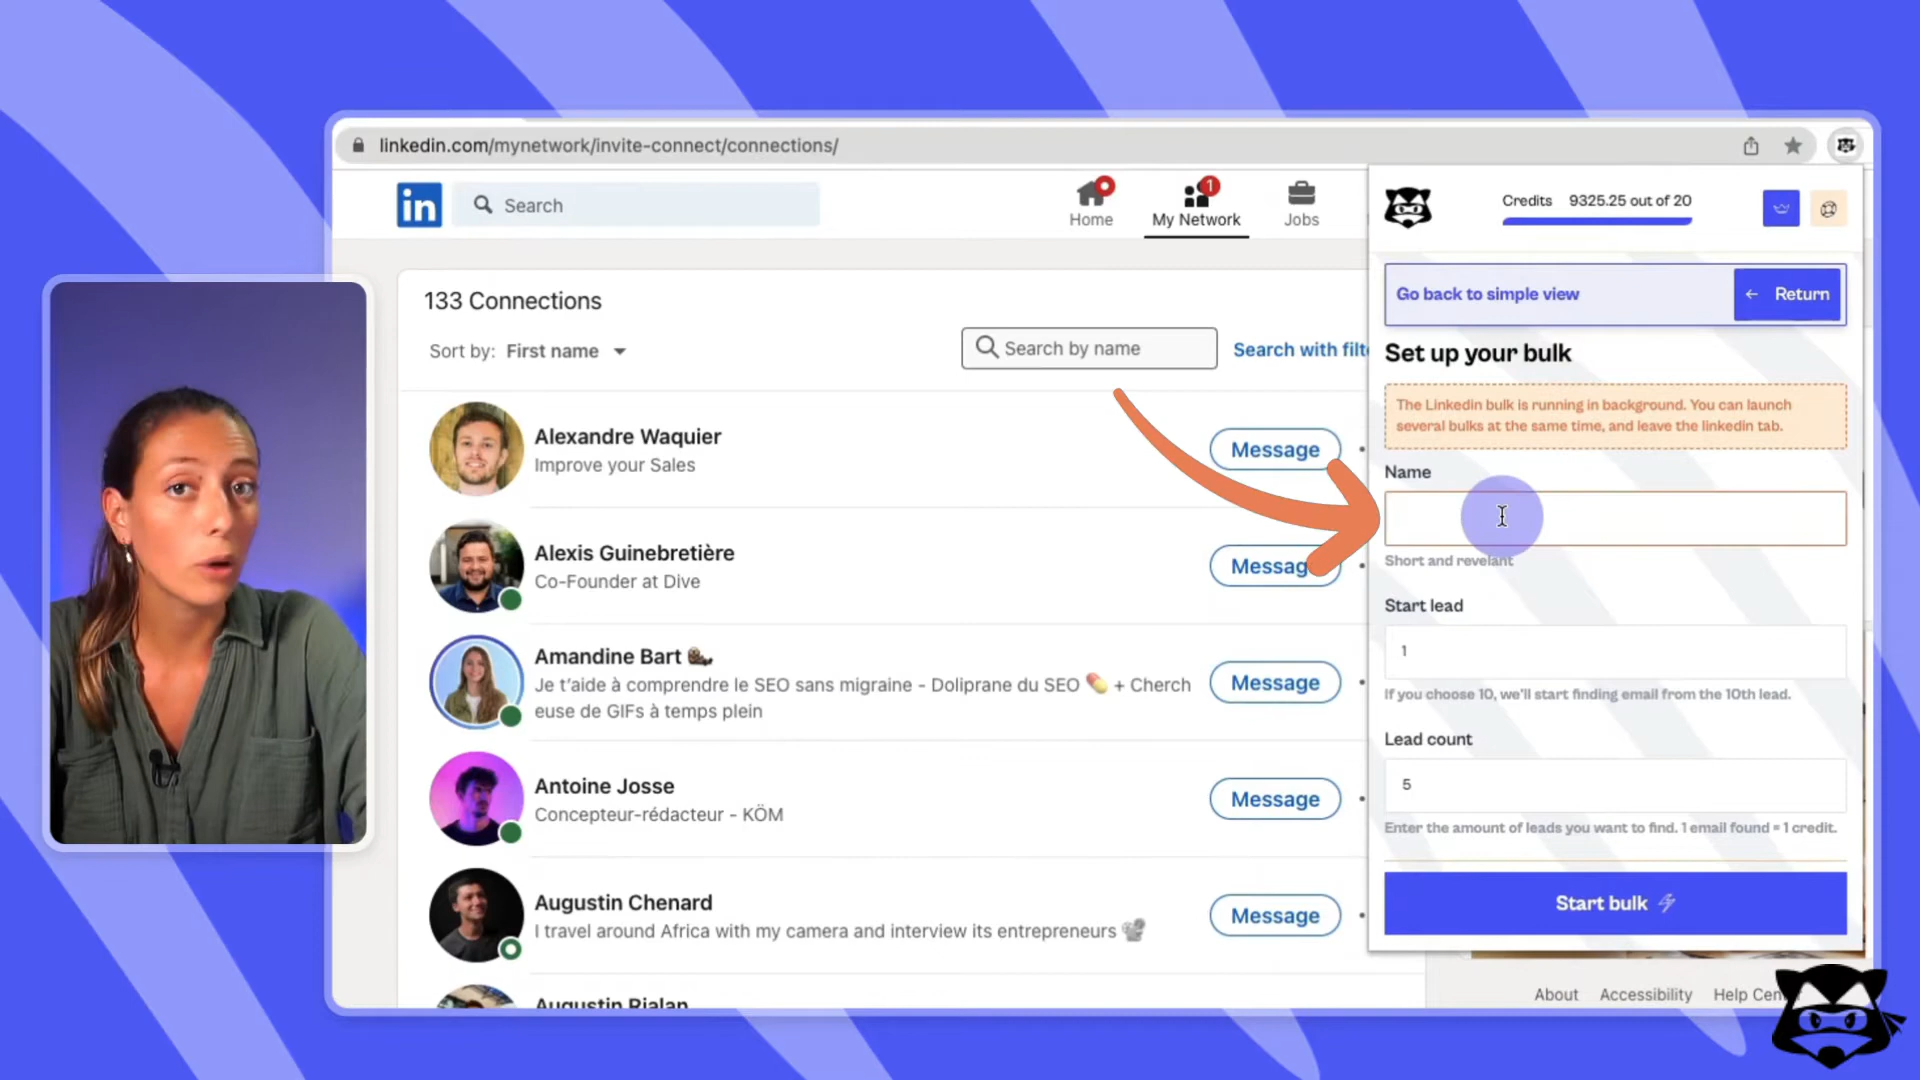 linkedin.com/mynetwork/invite-connect/connections/
in
Search
Home
1
My Network
Jobs
Credits 9325.25 out of 20
133 Connections
Sort by: First name
Search by name
Search with filt
Alexandre Waquier
Improve your Sales
Message
Alexis Guinebretière
Co-Founder at Dive
Messag
Amandine Bart
Je t'aide à comprendre le SEO sans migraine - Doliprane du SEO 💊 + Cherch
euse de GIFs à temps plein
Message
Antoine Josse
Concepteur-rédacteur - KÖM
Message
Augustin Chenard
I travel around Africa with my camera and interview its entrepreneurs 📽️
Message
Augustin Rialan
Go back to simple view
← Return
Set up your bulk
The Linkedin bulk is running in background. You can launch
several bulks at the same time, and leave the linkedin tab.
Name
Short and revelant
Start lead
1
If you choose 10, we'll start finding email from the 10th lead.
Lead count
5
Enter the amount of leads you want to find. 1 email found = 1 credit.
Start bulk
About Accessibility Help Cen